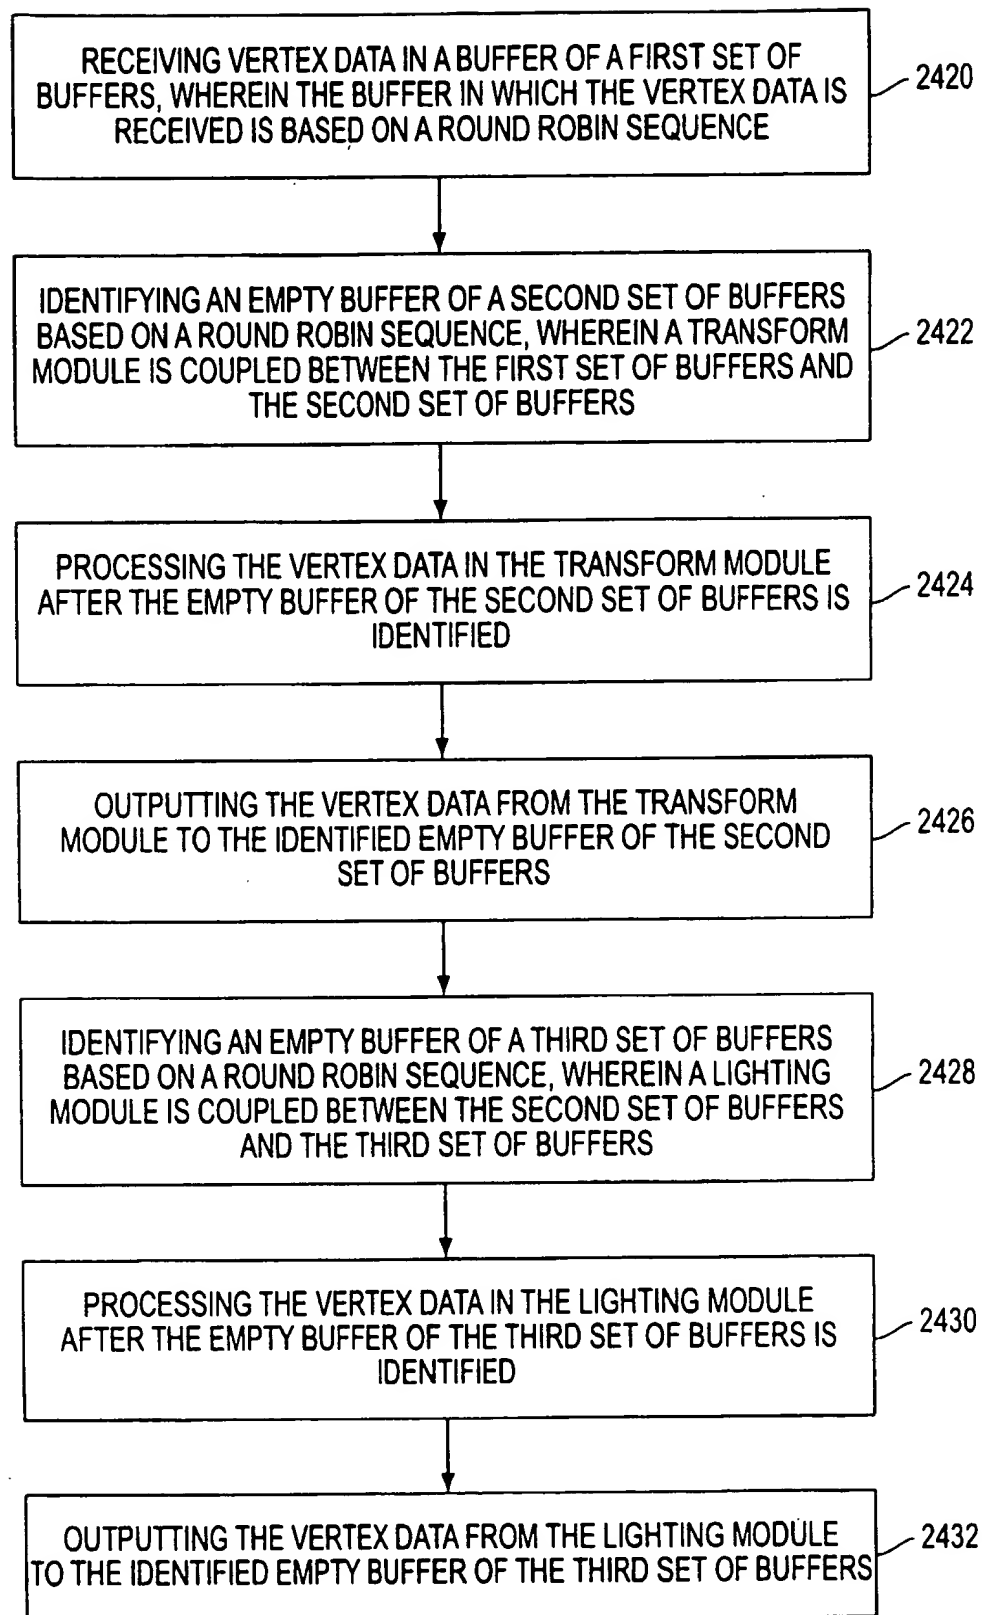 RECEIVING VERTEX DATA IN A BUFFER OF A FIRST SET OF
BUFFERS, WHEREIN THE BUFFER IN WHICH THE VERTEX DATA IS
RECEIVED IS BASED ON A ROUND ROBIN SEQUENCE
2420
IDENTIFYING AN EMPTY BUFFER OF A SECOND SET OF BUFFERS
BASED ON A ROUND ROBIN SEQUENCE, WHEREIN A TRANSFORM
MODULE IS COUPLED BETWEEN THE FIRST SET OF BUFFERS AND
THE SECOND SET OF BUFFERS
2422
PROCESSING THE VERTEX DATA IN THE TRANSFORM MODULE
AFTER THE EMPTY BUFFER OF THE SECOND SET OF BUFFERS IS
IDENTIFIED
2424
OUTPUTTING THE VERTEX DATA FROM THE TRANSFORM
MODULE TO THE IDENTIFIED EMPTY BUFFER OF THE SECOND
SET OF BUFFERS
2426
IDENTIFYING AN EMPTY BUFFER OF A THIRD SET OF BUFFERS
BASED ON A ROUND ROBIN SEQUENCE, WHEREIN A LIGHTING
MODULE IS COUPLED BETWEEN THE SECOND SET OF BUFFERS
AND THE THIRD SET OF BUFFERS
2428
PROCESSING THE VERTEX DATA IN THE LIGHTING MODULE
AFTER THE EMPTY BUFFER OF THE THIRD SET OF BUFFERS IS
IDENTIFIED
2430
OUTPUTTING THE VERTEX DATA FROM THE LIGHTING MODULE
TO THE IDENTIFIED EMPTY BUFFER OF THE THIRD SET OF BUFFERS
2432